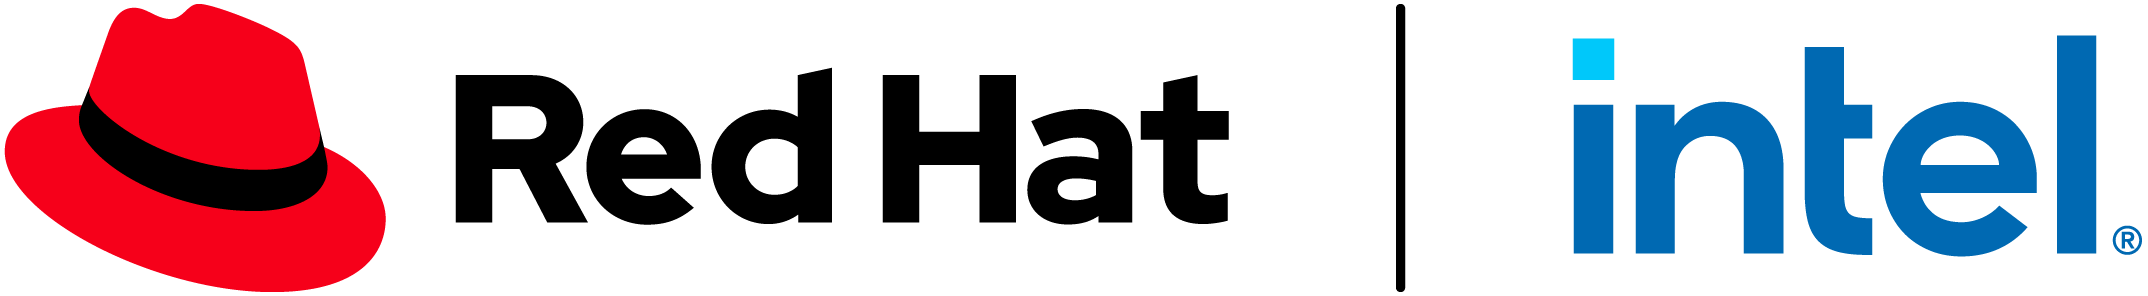 Red Hat | intel®